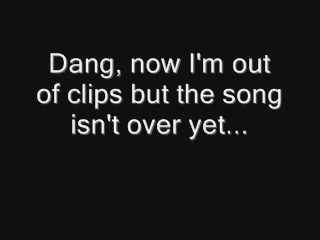 Dang, now I'm out
of clips but the song
isn't over yet...